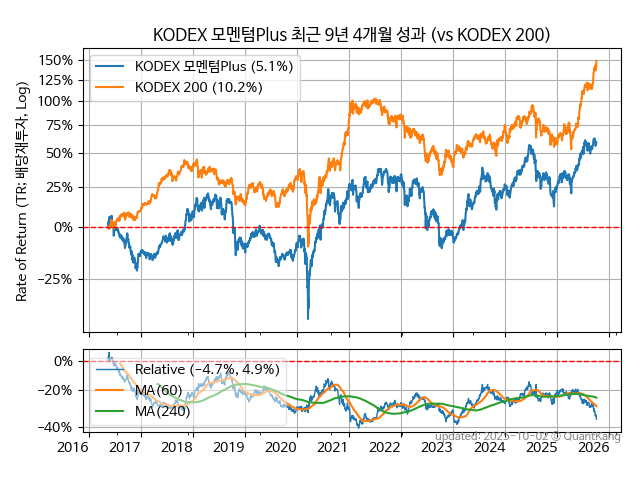 KODEX 모멘텀Plus 최근 9년 4개월 성과 (vs KODEX 200)
Rate of Return (TR: 배당재투자, Log)
150%
125%
100%
75%
50%
25%
0%
−25%
KODEX 모멘텀Plus (5.1%)
KODEX 200 (10.2%)
0%
−20%
−40%
Relative (−4.7%, 4.9%)
MA(60)
MA(240)
2016 2017 2018 2019 2020 2021 2022 2023 2024 2025 2026
updated: 2025-10-02 © QuantKang